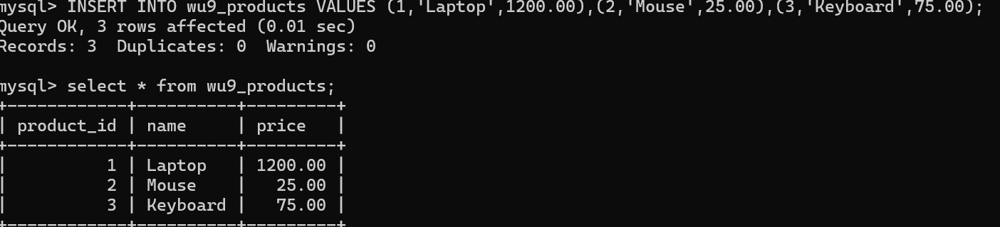 mysql> INSERT INTO wu9_products VALUES (1,'Laptop',1200.00),(2,'Mouse',25.00),(3,'Keyboard',75.00);
Query OK, 3 rows affected (0.01 sec)
Records: 3  Duplicates: 0  Warnings: 0

mysql> select * from wu9_products;
+------------+----------+---------+
| product_id | name     | price   |
+------------+----------+---------+
|          1 | Laptop   | 1200.00 |
|          2 | Mouse    |   25.00 |
|          3 | Keyboard |   75.00 |
+------------+----------+---------+